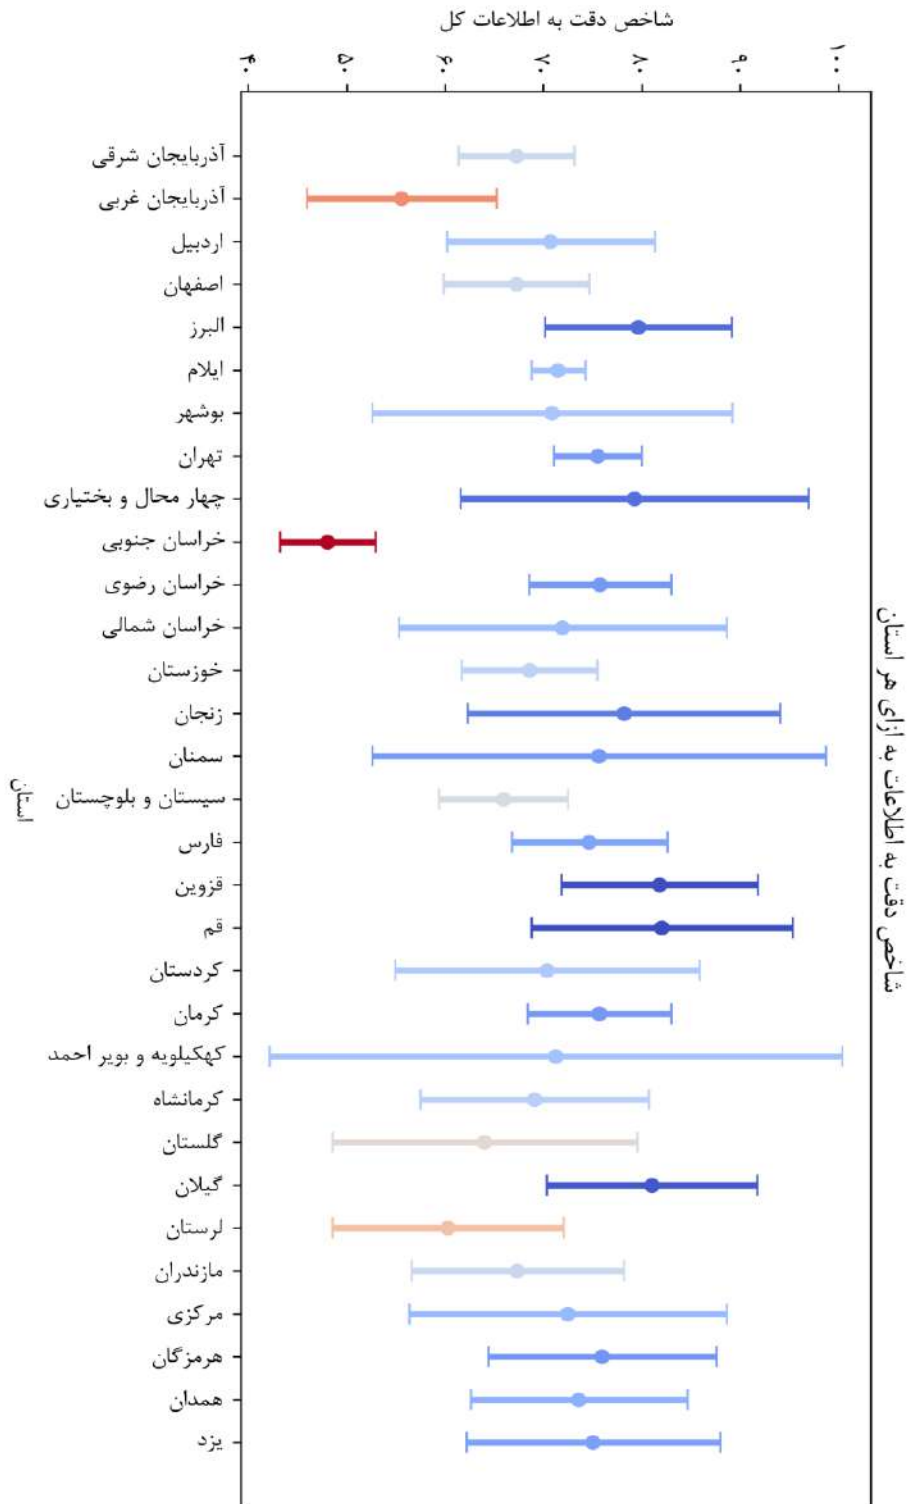 شاخص دقت به اطلاعات کل
۴۰
۵۰
۶۰
۷۰
۸۰
۹۰
۱۰۰
شاخص دقت به اطلاعات به ازای هر استان
آذربایجان شرقی
آذربایجان غربی
اردبیل
اصفهان
البرز
ایلام
بوشهر
تهران
چهار محال و بختیاری
خراسان جنوبی
خراسان رضوی
خراسان شمالی
خوزستان
زنجان
سمنان
سیستان و بلوچستان
فارس
قزوین
قم
کردستان
کرمان
کهکیلویه و بویر احمد
کرمانشاه
گلستان
گیلان
لرستان
مازندران
مرکزی
هرمزگان
همدان
یزد
استان